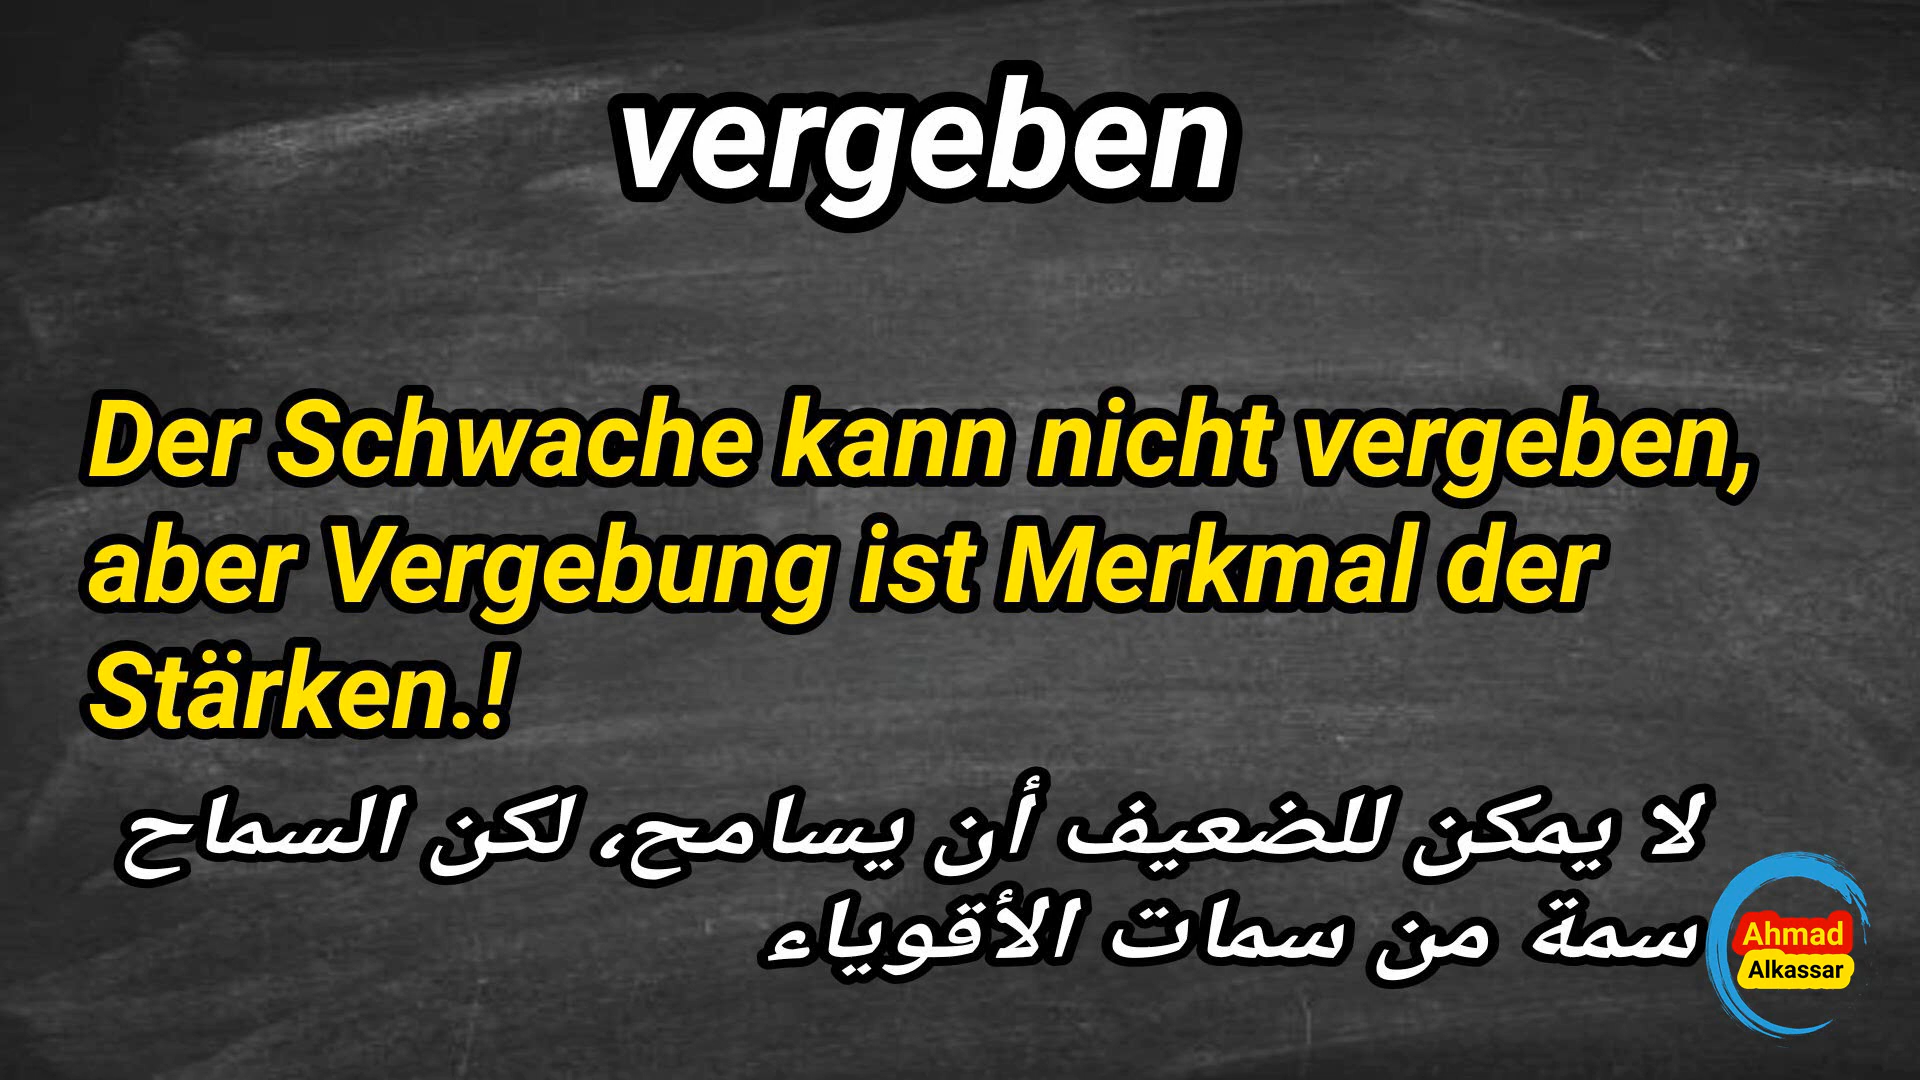 vergeben
Der Schwache kann nicht vergeben,
aber Vergebung ist Merkmal der
Stärken.!
لا يمكن للضعيف أن يسامح، لكن السماح
سمة من سمات الأقوياء
Ahmad
Alkassar